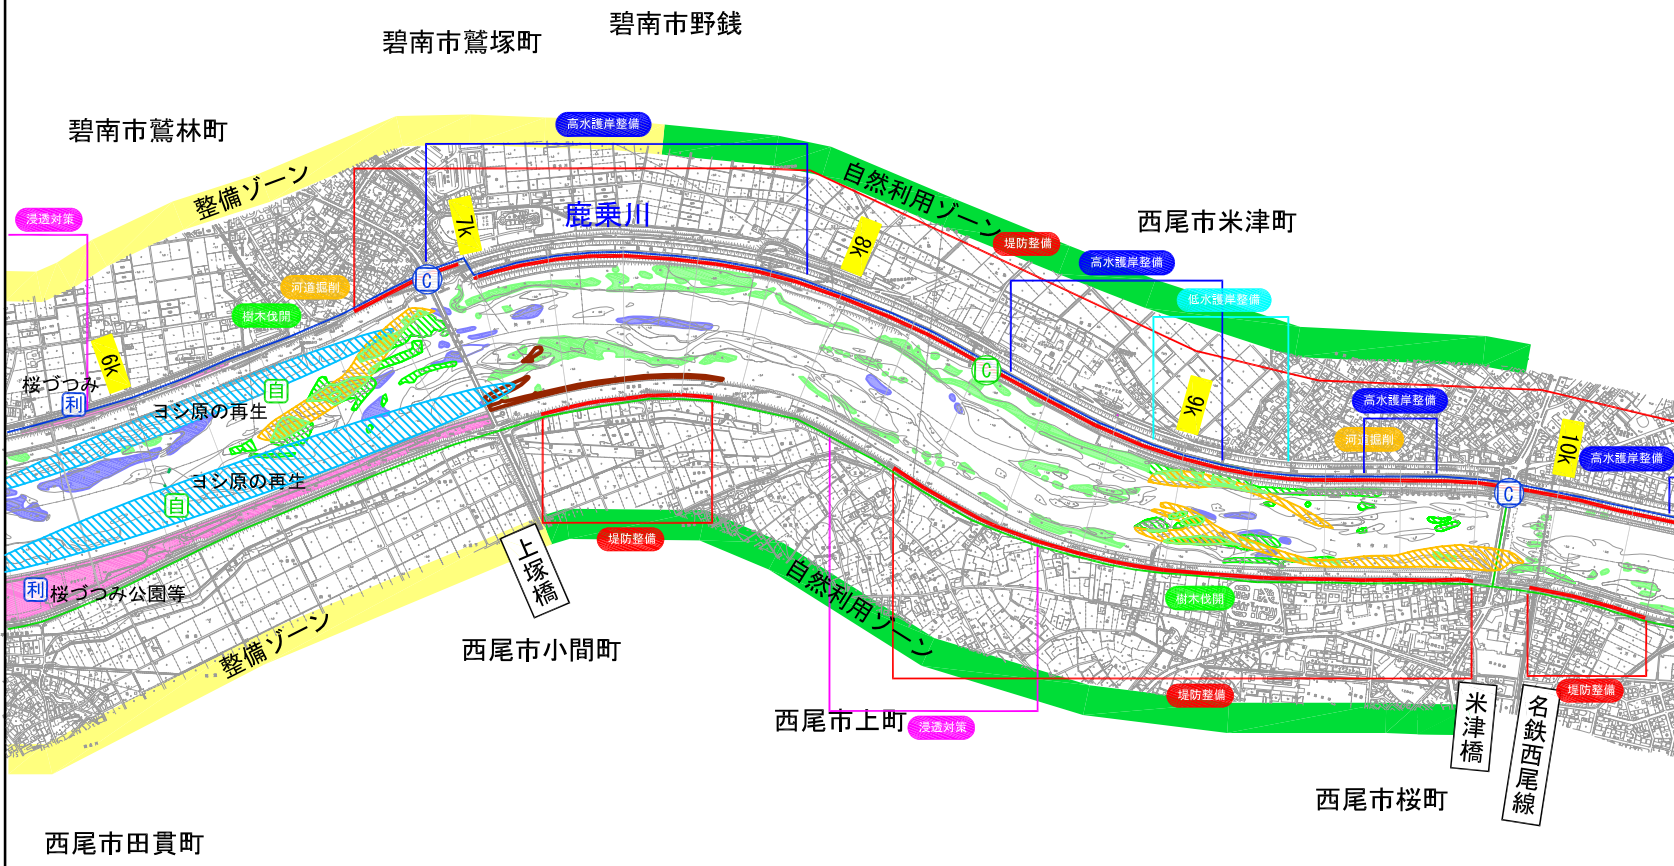 碧南市野銭
碧南市鷲塚町
碧南市鷲林町
高水護岸整備
整備ゾーン
自然利用ゾーン
浸透対策
鹿乗川
7k
8k
西尾市米津町
堤防整備
高水護岸整備
河道掘削
C
低水護岸整備
樹木伐開
6k
桜づつみ
利
自
ヨシ原の再生
C
9k
高水護岸整備
河道掘削
10k
高水護岸整備
ヨシ原の再生
自
C
利
桜づつみ公園等
上塚橋
堤防整備
自然利用ゾーン
樹木伐開
整備ゾーン
西尾市小間町
堤防整備
堤防整備
西尾市上町
浸透対策
米津橋
名鉄西尾線
西尾市桜町
西尾市田貫町